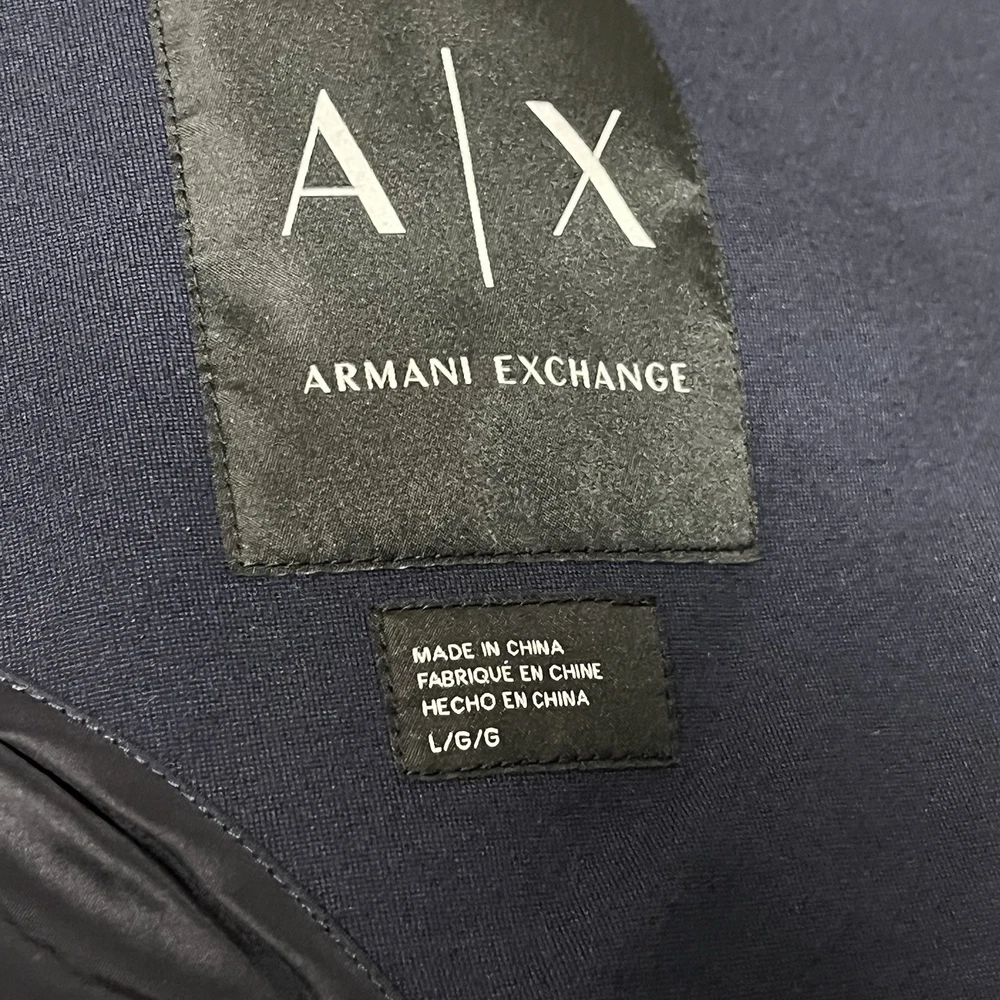 A|X
ARMANI EXCHANGE
MADE IN CHINA
FABRIQUÉ EN CHINE
HECHO EN CHINA
L/G/G